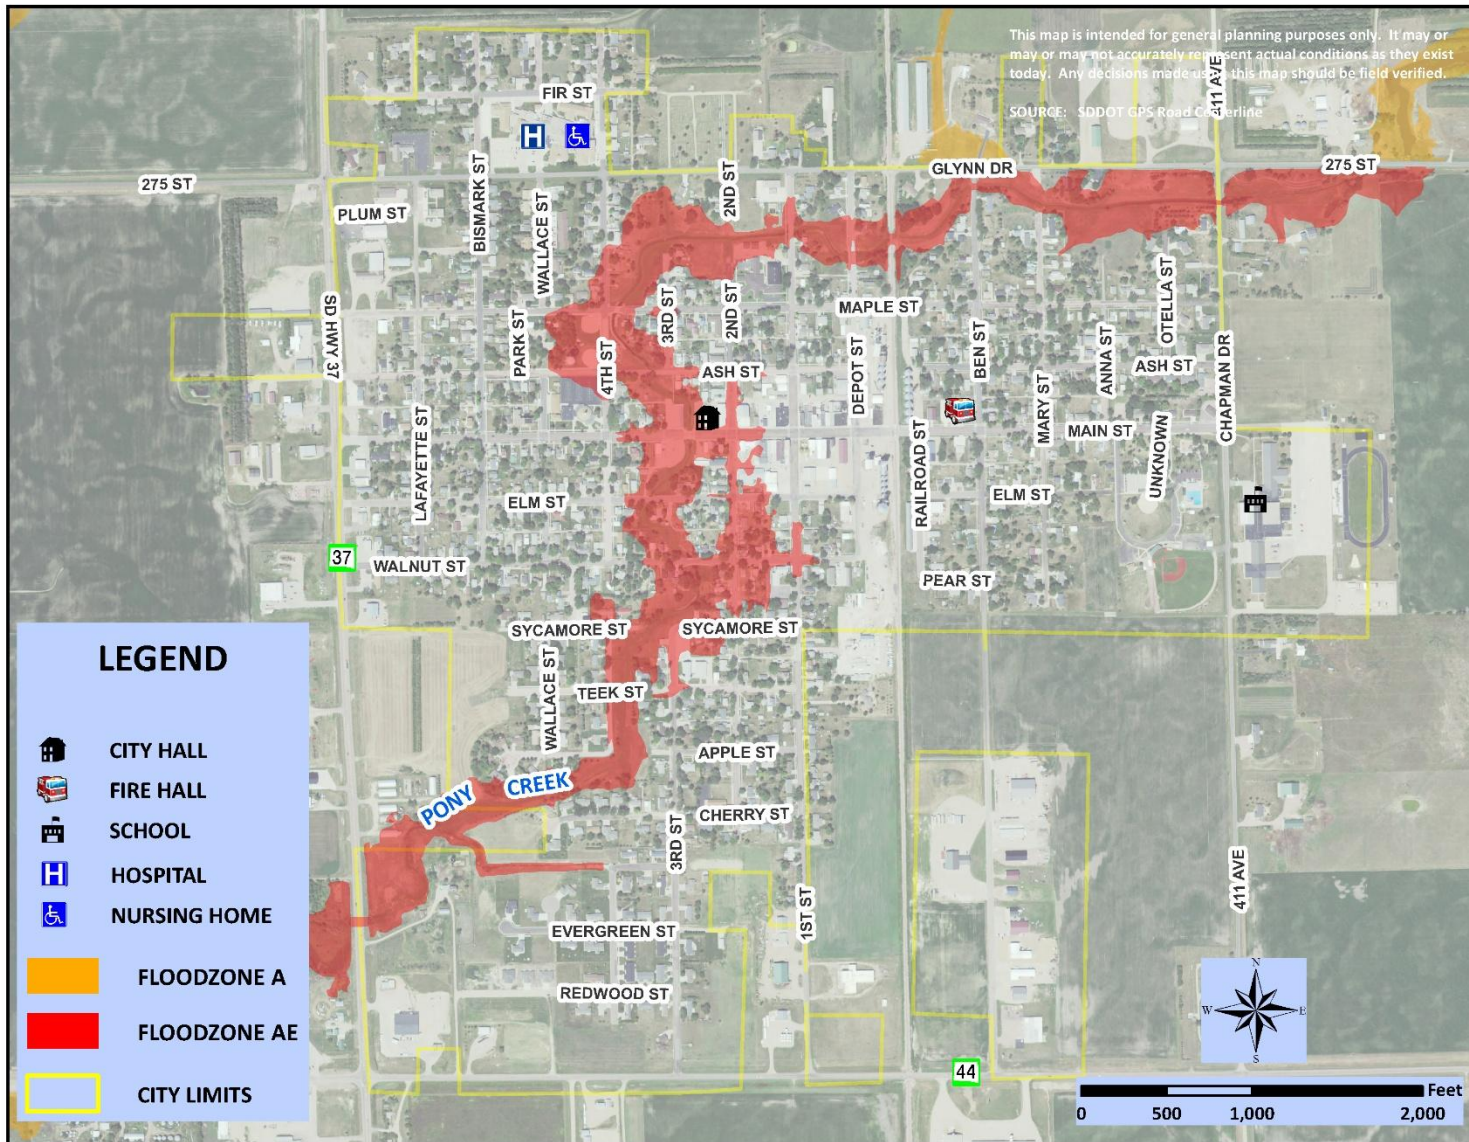 This map is intended for general planning purposes only. It may or
may or may not accurately represent actual conditions as they exist
today. Any decisions made using this map should be field verified.
SOURCE: SDDOT GPS Road Centerline
411 AVE
FIR ST
H
275 ST
GLYNN DR
275 ST
PLUM ST
BISMARK ST
WALLACE ST
2ND ST
SD HWY 37
PARK ST
4TH ST
3RD ST
2ND ST
MAPLE ST
DEPOT ST
BEN ST
OTELLA ST
ANNA ST
ASH ST
ASH ST
CHAPMAN DR
MARY ST
MAIN ST
LAFAYETTE ST
RAILROAD ST
UNKNOWN
ELM ST
ELM ST
37
WALNUT ST
PEAR ST
SYCAMORE ST
SYCAMORE ST
WALLACE ST
TEEK ST
APPLE ST
PONY CREEK
CHERRY ST
3RD ST
1ST ST
411 AVE
EVERGREEN ST
REDWOOD ST
44
LEGEND
CITY HALL
FIRE HALL
SCHOOL
H HOSPITAL
NURSING HOME
FLOODZONE A
FLOODZONE AE
CITY LIMITS
N
W E
S
Feet
0 500 1,000 2,000